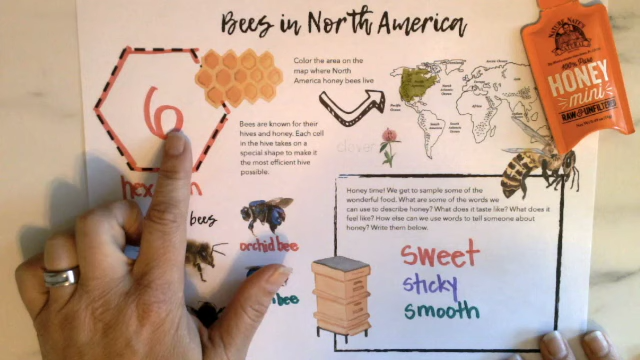 Bees in North America
6
Color the area on the
map where North
America honey bees live
Bees are known for their
hives and honey. Each cell
in the hive takes on a
special shape to make it
the most efficient hive
possible.
clover
Honey time! We get to sample some of the
wonderful food. What are some of the words we
can use to describe honey? What does it taste like? What does it
feel like? How else can we use words to tell someone about
honey? Write them below.
bees
orchid bee
bee
sweet
sticky
smooth
100% Pure
HONEY
mini
RAW & UNFILTERED